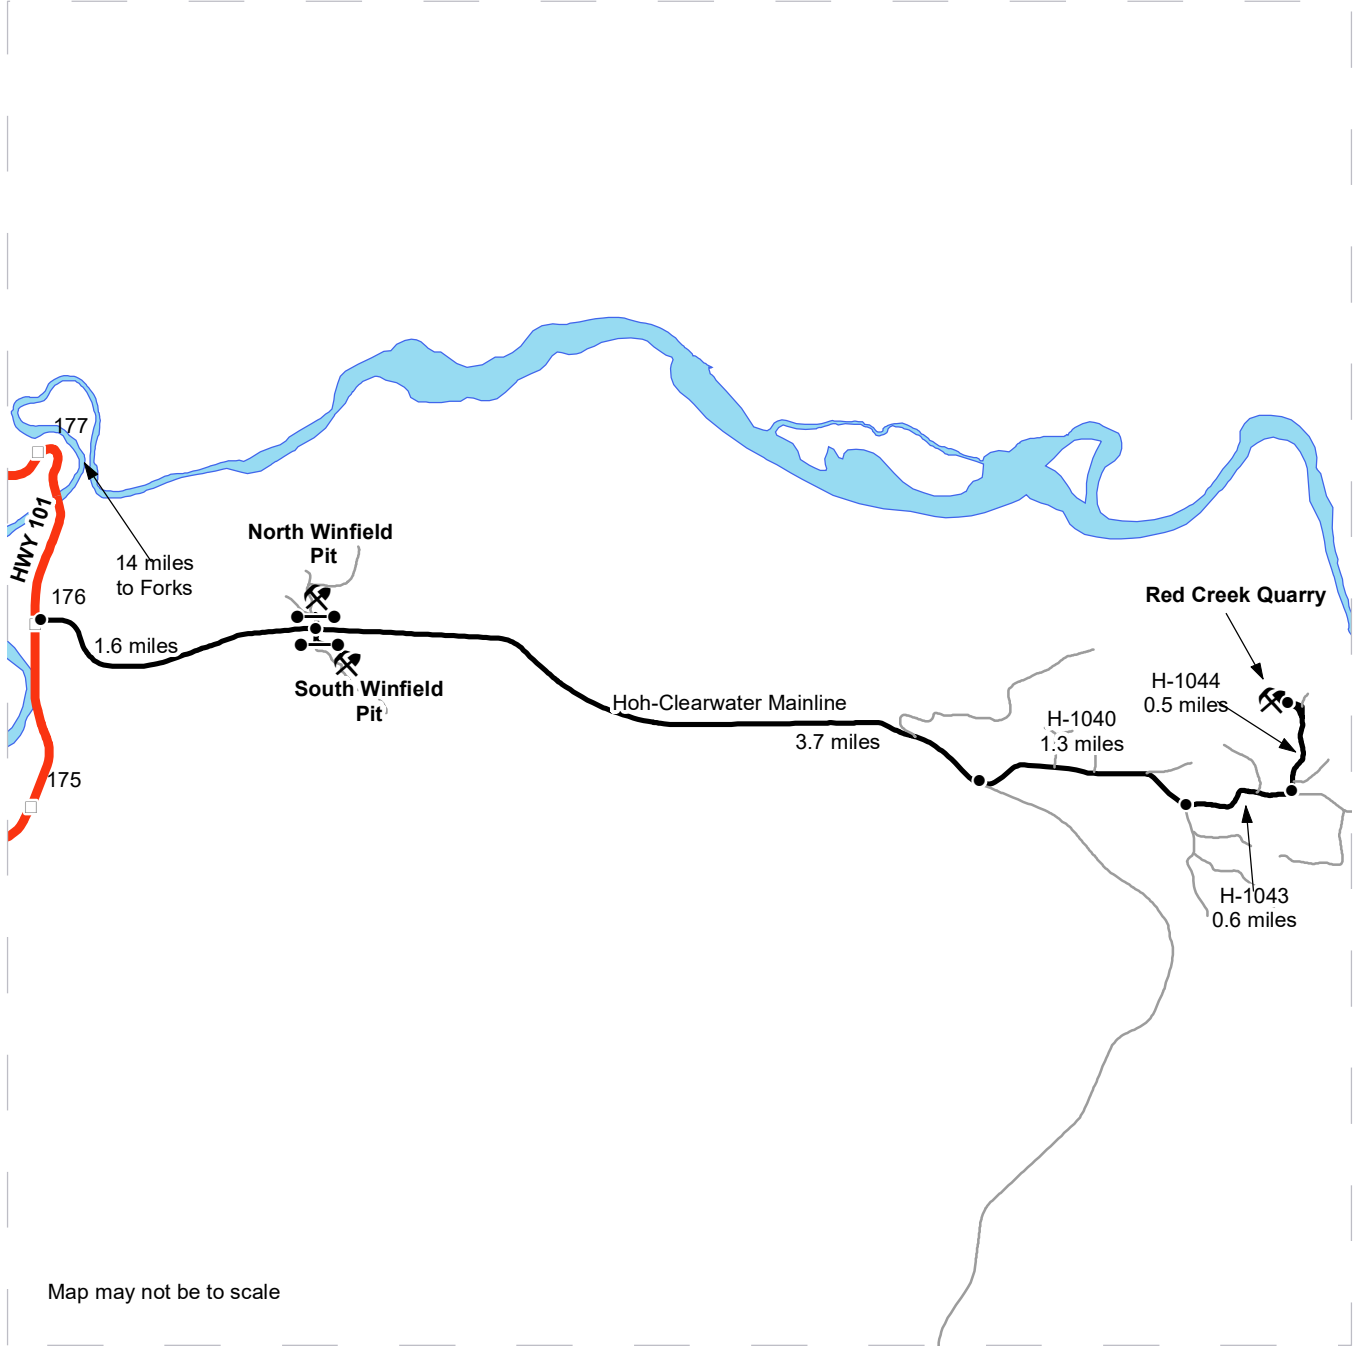 177
HWY 101
North Winfield
Pit
14 miles
to Forks
176
1.6 miles
South Winfield
Pit
Red Creek Quarry
H-1044
0.5 miles
Hoh-Clearwater Mainline
3.7 miles
H-1040
1.3 miles
175
H-1043
0.6 miles
Map may not be to scale